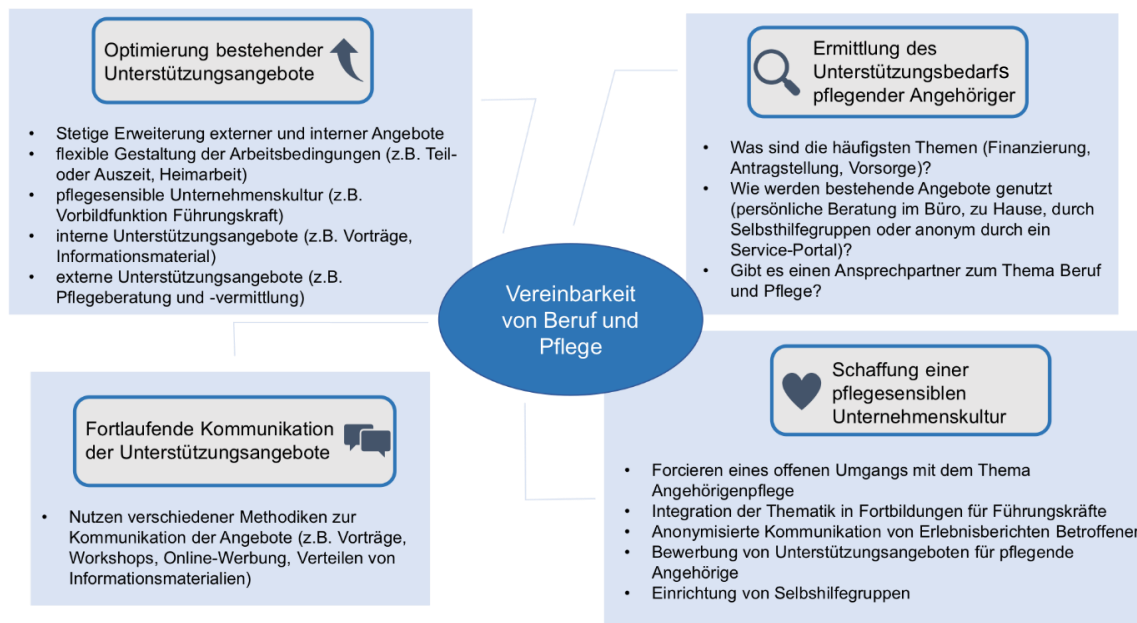 Optimierung bestehender
Unterstützungsangebote
• Stetige Erweiterung externer und interner Angebote
• flexible Gestaltung der Arbeitsbedingungen (z.B. Teil-
oder Auszeit, Heimarbeit)
• pflegesensible Unternehmenskultur (z.B.
Vorbildfunktion Führungskraft)
• interne Unterstützungsangebote (z.B. Vorträge,
Informationsmaterial)
• externe Unterstützungsangebote (z.B.
Pflegeberatung und -vermittlung)
Ermittlung des
Unterstützungsbedarfs
pflegender Angehöriger
• Was sind die häufigsten Themen (Finanzierung,
Antragstellung, Vorsorge)?
• Wie werden bestehende Angebote genutzt
(persönliche Beratung im Büro, zu Hause, durch
Selbsthilfegruppen oder anonym durch ein
Service-Portal)?
• Gibt es einen Ansprechpartner zum Thema Beruf
und Pflege?
Vereinbarkeit
von Beruf und
Pflege
Fortlaufende Kommunikation
der Unterstützungsangebote
• Nutzen verschiedener Methodiken zur
Kommunikation der Angebote (z.B. Vorträge,
Workshops, Online-Werbung, Verteilen von
Informationsmaterialien)
Schaffung einer
pflegesensiblen
Unternehmenskultur
• Forcieren eines offenen Umgangs mit dem Thema
Angehörigenpflege
• Integration der Thematik in Fortbildungen für Führungskräfte
• Anonymisierte Kommunikation von Erlebnisberichten Betroffener
• Bewerbung von Unterstützungsangeboten für pflegende
Angehörige
• Einrichtung von Selbshilfegruppen